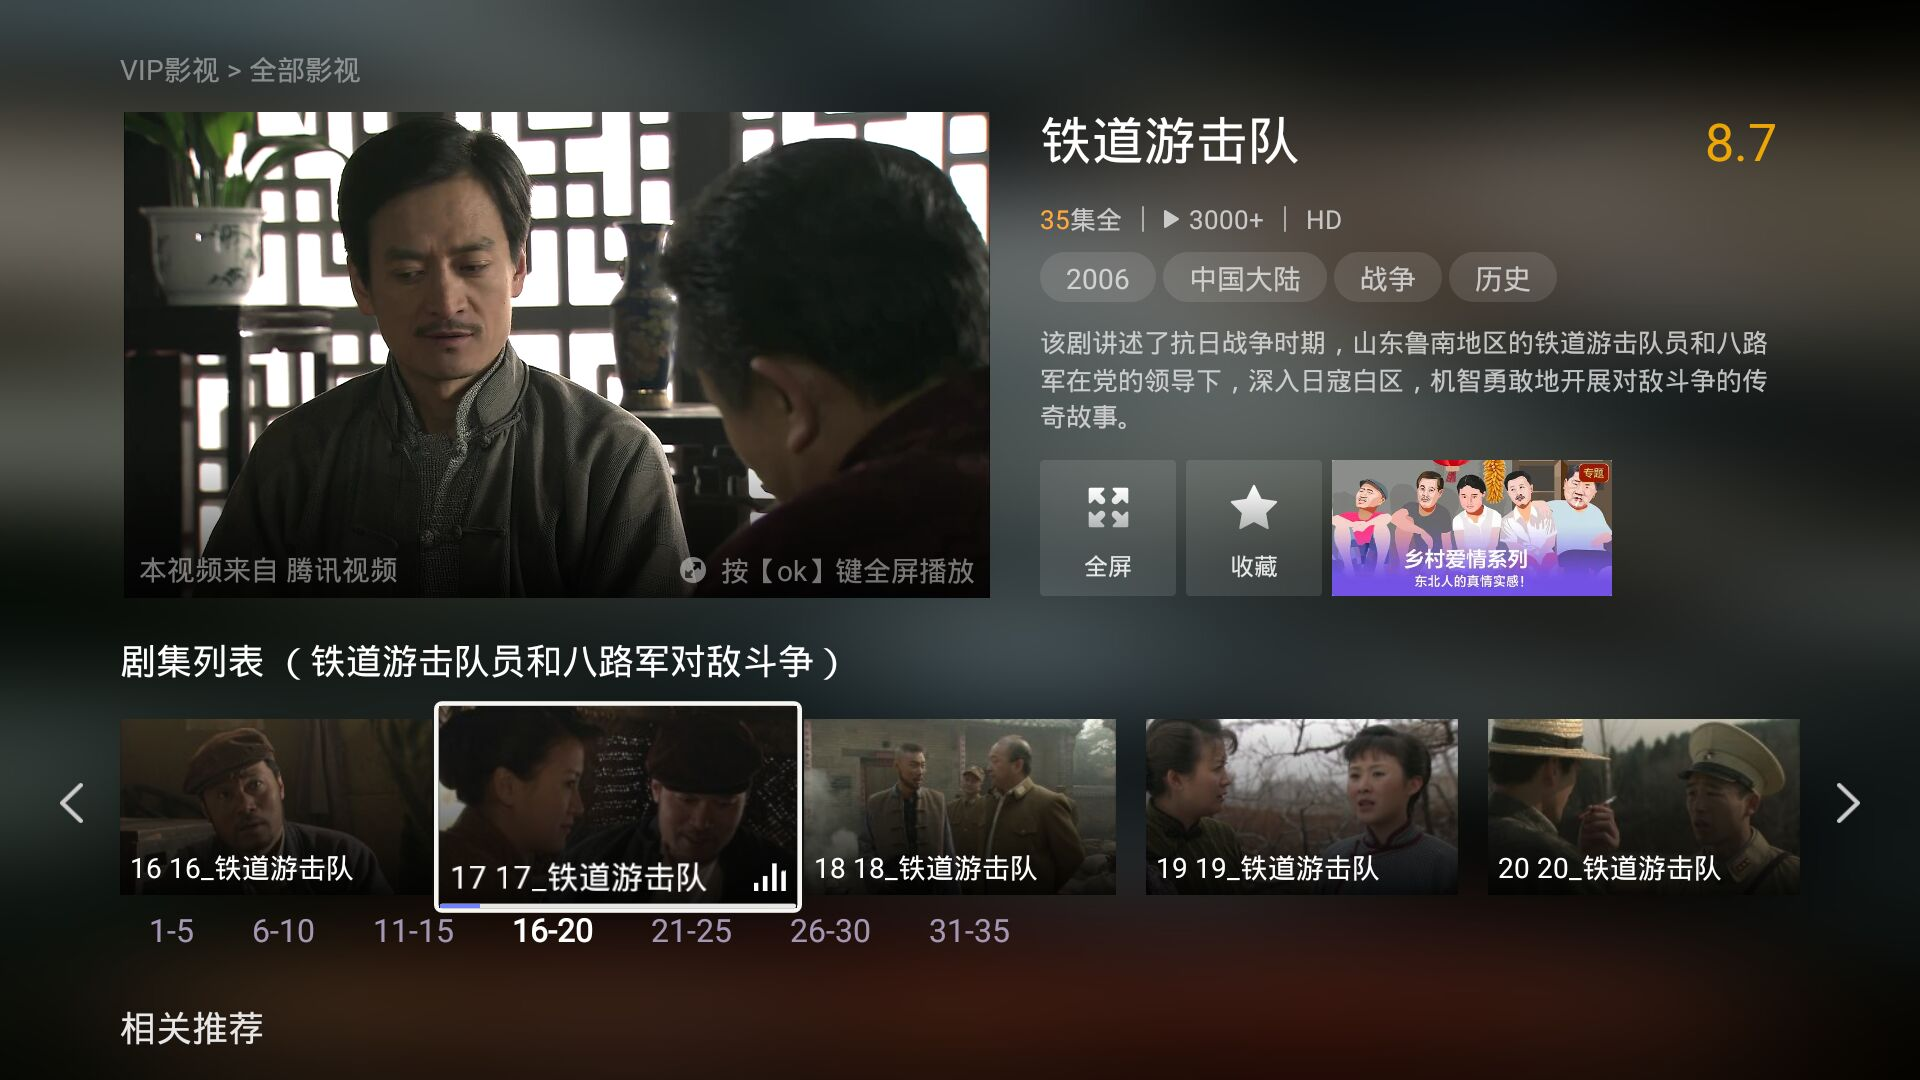 VIP影视 > 全部影视
铁道游击队
8.7
35集全 | 3000+ | HD
2006 中国大陆 战争 历史
该剧讲述了抗日战争时期，山东鲁南地区的铁道游击队员和八路
军在党的领导下，深入日寇白区，机智勇敢地开展对敌斗争的传
奇故事。
本视频来自 腾讯视频
按【ok】键全屏播放
全屏
收藏
专题
乡村爱情系列
东北人的真情实感!
剧集列表 （铁道游击队员和八路军对敌斗争）
16 16_铁道游击队
17 17_铁道游击队
18 18_铁道游击队
19 19_铁道游击队
20 20_铁道游击队
1-5 6-10 11-15 16-20 21-25 26-30 31-35
相关推荐